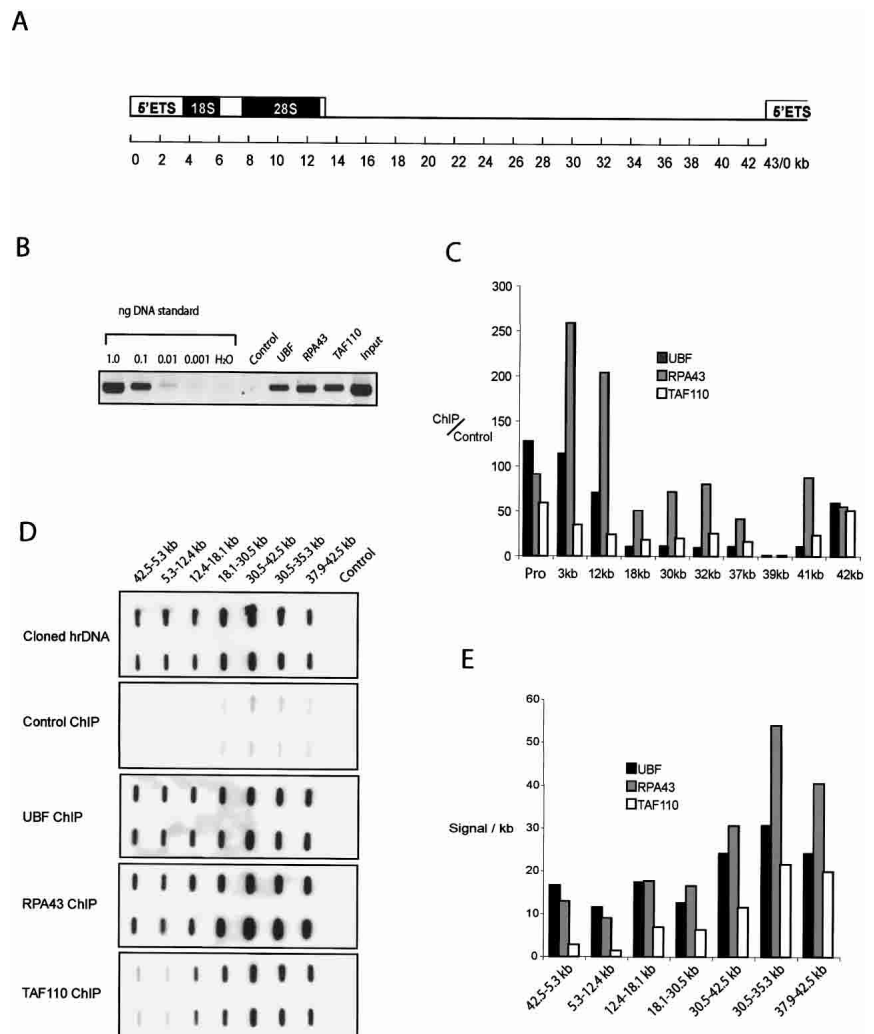 A
5'ETS 18S 28S 5'ETS
0 2 4 6 8 10 12 14 16 18 20 22 24 26 28 30 32 34 36 38 40 42 43/0 kb
B
ng DNA standard
1.0 0.1 0.01 0.001 H2O Control UBF RPA43 TAF110 Input
C
300
250
200
150
100
50
0
ChIP/Control
UBF
RPA43
TAF110
Pro 3kb 12kb 18kb 30kb 32kb 37kb 39kb 41kb 42kb
D
42.5-5.3 kb 5.3-12.4 kb 12.4-18.1 kb 18.1-30.5 kb 30.5-42.5 kb 30.5-35.3 kb 37.9-42.5 kb Control
Cloned hrDNA
Control ChIP
UBF ChIP
RPA43 ChIP
TAF110 ChIP
E
60
50
40
30
20
10
0
Signal / kb
UBF
RPA43
TAF110
42.5-5.3 kb 5.3-12.4 kb 12.4-18.1 kb 18.1-30.5 kb 30.5-42.5 kb 30.5-35.3 kb 37.9-42.5 kb